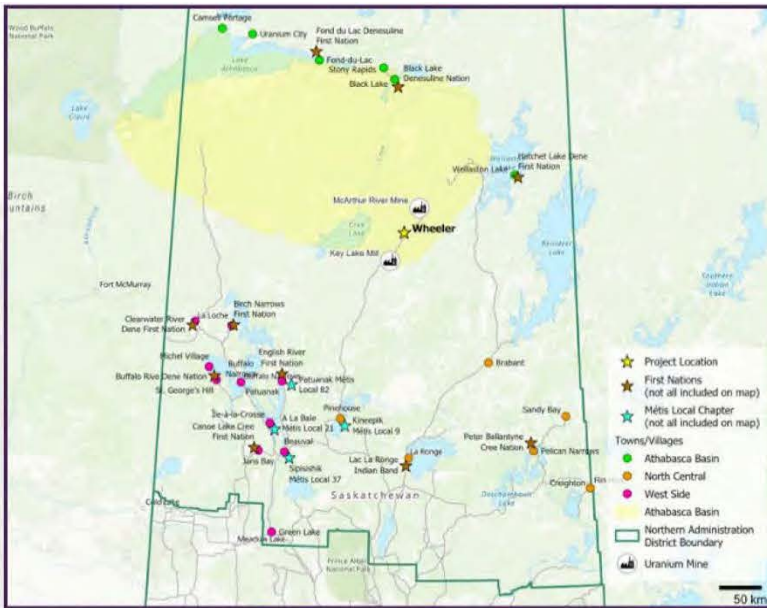 Wood Buffalo
National Park
Camsell Portage
Uranium City
Fond du Lac Denesuline
First Nation
Lake
Athabasca
Fond-du-Lac
Stony Rapids
Black Lake
Denesuline Nation
Black Lake
Lake
Claire
Hatchet Lake Dene
First Nation
Wollaston Lake
Birch
Mountains
McArthur River Mine
Cree
Lake
Wheeler
Key Lake Mill
Reindeer
Lake
Southern
Indian
Lake
Fort McMurray
Birch Narrows
First Nation
La Loche
Clearwater River
Dene First Nation
English River
First Nation
Michel Village
Buffalo
Narrows
Buffalo Rive Dene Nation
Patuanak Métis
Local 82
St. George's Hill
Patuanak
Brabant
Île-à-la-Crosse
A La Baie
Métis Local 21
Pinehouse
Kineepik
Métis Local 9
Sandy Bay
Canoe Lake Cree
First Nation
Beauval
Jans Bay
Sipisishik
Métis Local 37
Lac La Ronge
Indian Band
La Ronge
Peter Ballantyne
Cree Nation
Pelican Narrows
Saskatchewan
Deschambault
Lake
Creighton
Flin
Cold Lake
Green Lake
Meadow Lake
Prince Albert
National Park
Project Location
First Nations
(not all included on map)
Métis Local Chapter
(not all included on map)
Towns/Villages
Athabasca Basin
North Central
West Side
Athabasca Basin
Northern Administration
District Boundary
Uranium Mine
50 km